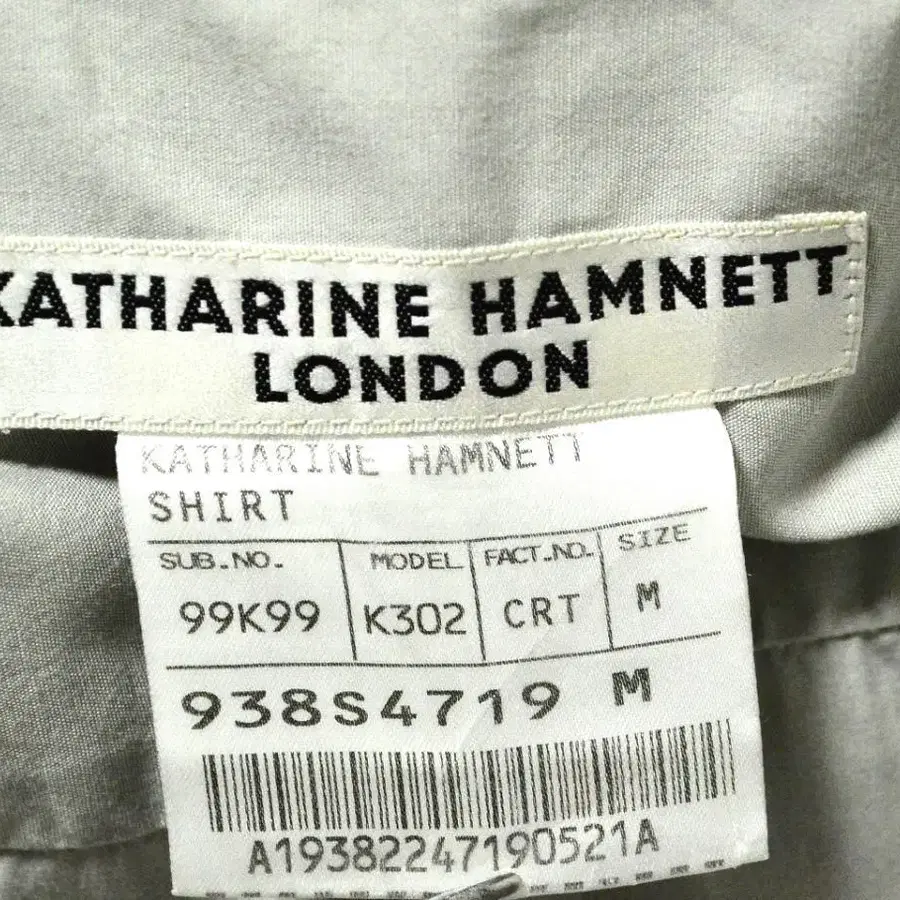 KATHARINE HAMNETT
LONDON
KATHARINE HAMNETT
SHIRT
SUB.NO. MODEL FACT.NO. SIZE
99K99 K302 CRT M
938S4719 M
A19382247190521A